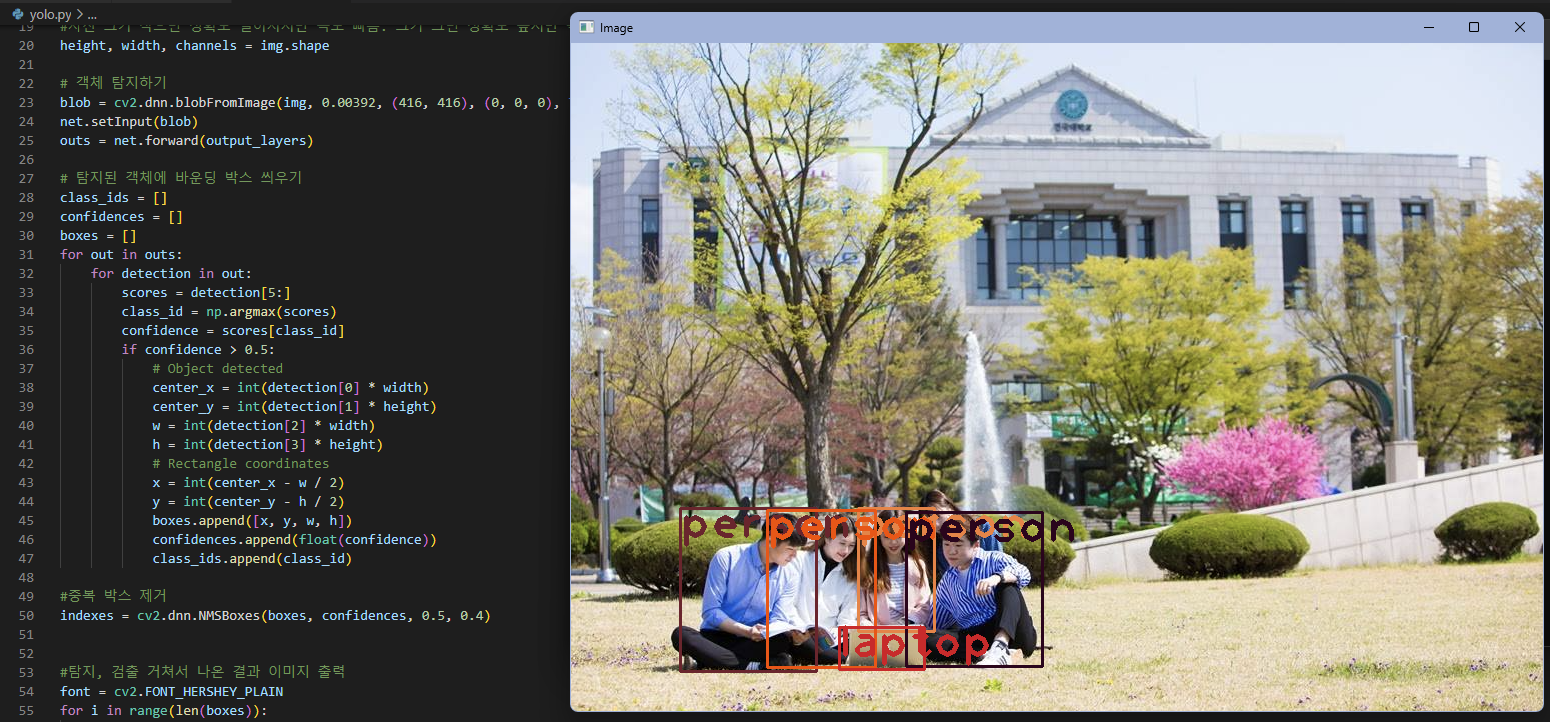 yolo.py > ...
19
20 height, width, channels = img.shape
21
22 # 객체 탐지하기
23 blob = cv2.dnn.blobFromImage(img, 0.00392, (416, 416), (0, 0, 0),
24 net.setInput(blob)
25 outs = net.forward(output_layers)
26
27 # 탐지된 객체에 바운딩 박스 씌우기
28 class_ids = []
29 confidences = []
30 boxes = []
31 for out in outs:
32 for detection in out:
33 scores = detection[5:]
34 class_id = np.argmax(scores)
35 confidence = scores[class_id]
36 if confidence > 0.5:
37 # Object detected
38 center_x = int(detection[0] * width)
39 center_y = int(detection[1] * height)
40 w = int(detection[2] * width)
41 h = int(detection[3] * height)
42 # Rectangle coordinates
43 x = int(center_x - w / 2)
44 y = int(center_y - h / 2)
45 boxes.append([x, y, w, h])
46 confidences.append(float(confidence))
47 class_ids.append(class_id)
48
49 #중복 박스 제거
50 indexes = cv2.dnn.NMSBoxes(boxes, confidences, 0.5, 0.4)
51
52
53 #탐지, 검출 거쳐서 나온 결과 이미지 출력
54 font = cv2.FONT_HERSHEY_PLAIN
55 for i in range(len(boxes)):
Image
건국대학교
per
perso
person
laptop